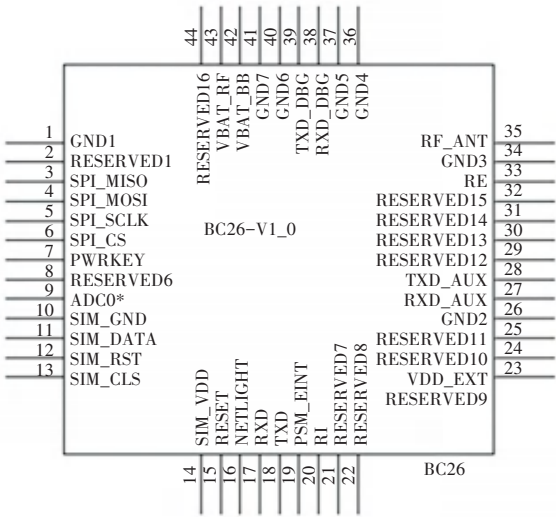 44
43
42
41
40
39
38
37
36
RESERVED16
VBAT_RF
VBAT_BB
GND7
GND6
TXD_DBG
RXD_DBG
GND5
GND4
1 GND1
2 RESERVED1
3 SPI_MISO
4 SPI_MOSI
5 SPI_SCLK
6 SPI_CS
7 PWRKEY
8 RESERVED6
9 ADC0*
10 SIM_GND
11 SIM_DATA
12 SIM_RST
13 SIM_CLS
BC26-V1_0
RF_ANT 35
GND3 34
RE 33
RESERVED15 32
RESERVED14 31
RESERVED13 30
RESERVED12 29
TXD_AUX 28
RXD_AUX 27
GND2 26
RESERVED11 25
RESERVED10 24
VDD_EXT 23
RESERVED9
SIM_VDD
RESET
NETLIGHT
RXD
TXD
PSM_EINT
RI
RESERVED7
RESERVED8
14
15
16
17
18
19
20
21
22
BC26